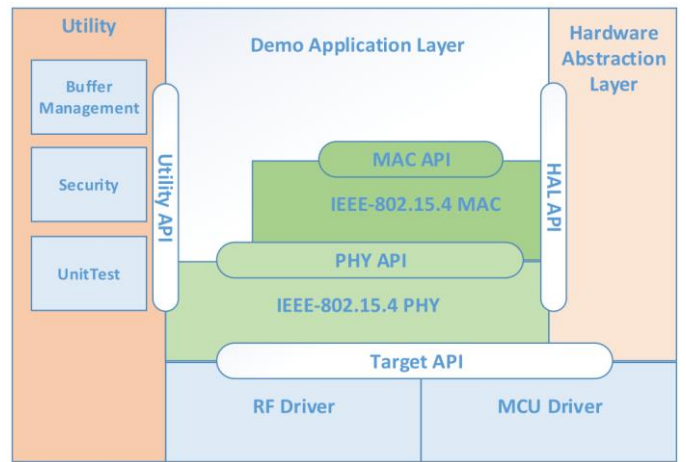 Utility
Buffer
Management
Security
UnitTest
Utility API
Demo Application Layer
MAC API
IEEE-802.15.4 MAC
PHY API
IEEE-802.15.4 PHY
HAL API
Hardware
Abstraction
Layer
Target API
RF Driver
MCU Driver